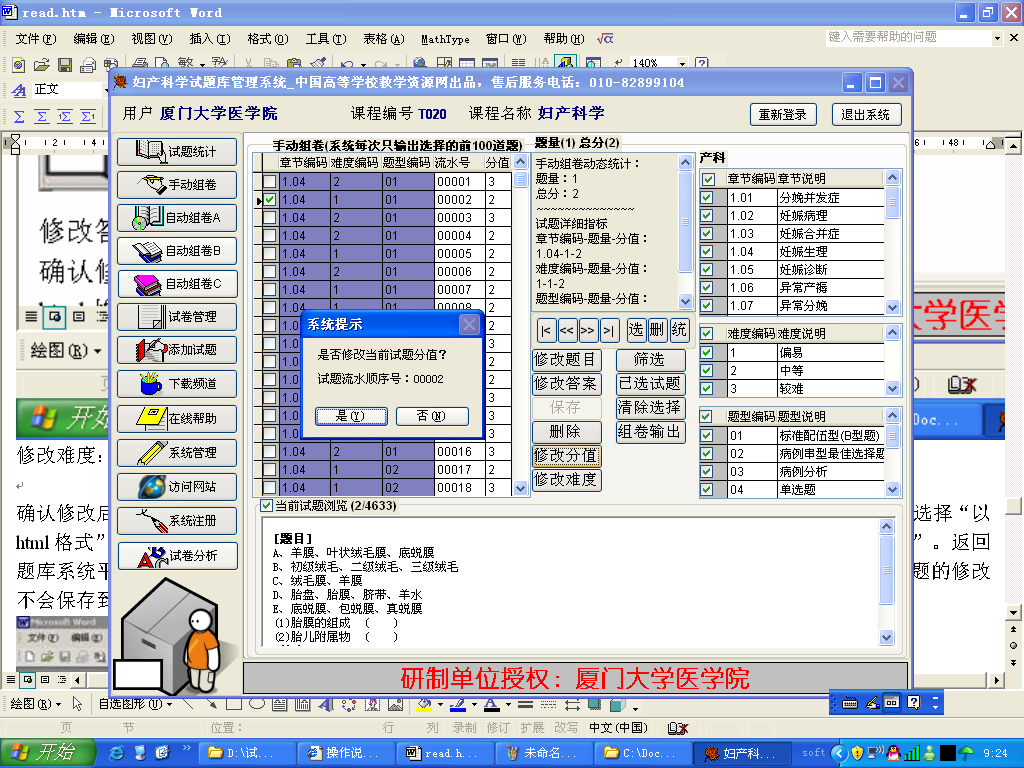 read.htm - Microsoft Word
文件(F) 编辑(E) 视图(V) 插入(I) 格式(O) 工具(T) 表格(A) MathType 窗口(W) 帮助(H) √α
键入需要帮助的问题
140%
正文
妇产科学试题库管理系统_中国高等学校教学资源网出品，售后服务电话：010-82899104
用户 厦门大学医学院 课程编号 T020 课程名称 妇产科学 重新登录 退出系统
试题统计
手动组卷
自动组卷A
自动组卷B
自动组卷C
试卷管理
添加试题
下载频道
在线帮助
系统管理
访问网站
系统注册
试卷分析
手动组卷(系统每次只输出选择的前100道题)
章节编码 难度编码 题型编码 流水号 分值
1.04 2 01 00001 3
1.04 1 01 00002 2
1.04 2 01 00003 3
1.04 2 01 00004 2
1.04 1 01 00005 2
1.04 2 01 00006 2
1.04 1 01 00007 2
1.04 1 01 00008 2
1.04 2 01 00016 3
1.04 1 02 00017 2
1.04 1 02 00018 3
题量(1) 总分(2)
手动组卷动态统计：
题量：1
总分：2
~~~~~~~~~~~~~~~~
试题详细指标
章节编码-题量-分值：
1.04-1-2
难度编码-题量-分值：
1-1-2
题型编码-题量-分值：
|< << >> >| 选 删 统
修改题目 筛选
修改答案 已选试题
保存 清除选择
删除 组卷输出
修改分值
修改难度
产科
章节编码 章节说明
1.01 分娩并发症
1.02 妊娠病理
1.03 妊娠合并症
1.04 妊娠生理
1.05 妊娠诊断
1.06 异常产褥
1.07 异常分娩
难度编码 难度说明
1 偏易
2 中等
3 较难
题型编码 题型说明
01 标准配伍型(B型题)
02 病例串型最佳选择题
03 病例分析
04 单选题
系统提示
是否修改当前试题分值？
试题流水顺序号：00002
是(Y) 否(N)
当前试题浏览 (2/4633)
[题目]
A、羊膜、叶状绒毛膜、底蜕膜
B、初级绒毛、二级绒毛、三级绒毛
C、绒毛膜、羊膜
D、胎盘、胎膜、脐带、羊水
E、底蜕膜、包蜕膜、真蜕膜
(1)胎膜的组成 ( )
(2)胎儿附属物 ( )
研制单位授权：厦门大学医学院
修改答
确认修
绘图(R)
开始
大学医学
Doc...
修改难度：
确认修改后 选择“以
html 格式” ”。返回
题库系统平 题的修改
不会保存到
Microsoft Word
文件(F) 编辑(E)
绘图(R) 自选图形(U)
页 节 位置： 行 列 录制 修订 扩展 改写 中文(中国)
开始 D:\试... 操作说... read.h... 未命名... C:\Doc... 妇产科... soft 9:24